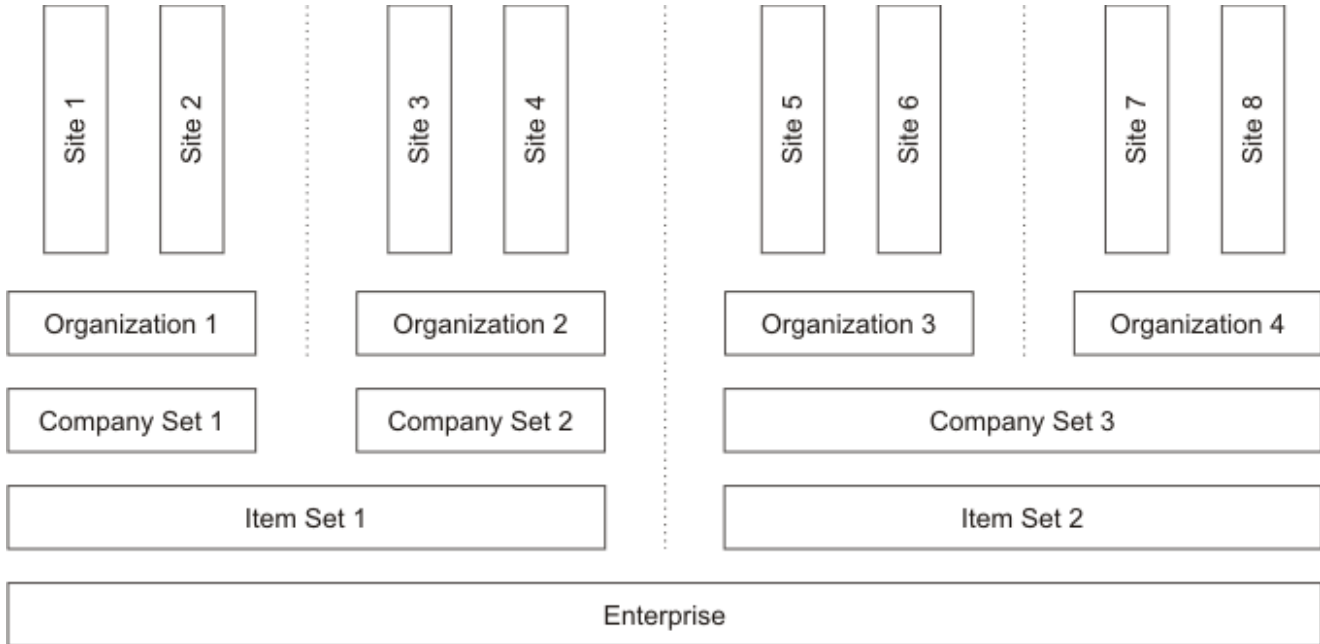 Site 1
Site 2
Site 3
Site 4
Site 5
Site 6
Site 7
Site 8
Organization 1
Organization 2
Organization 3
Organization 4
Company Set 1
Company Set 2
Company Set 3
Item Set 1
Item Set 2
Enterprise